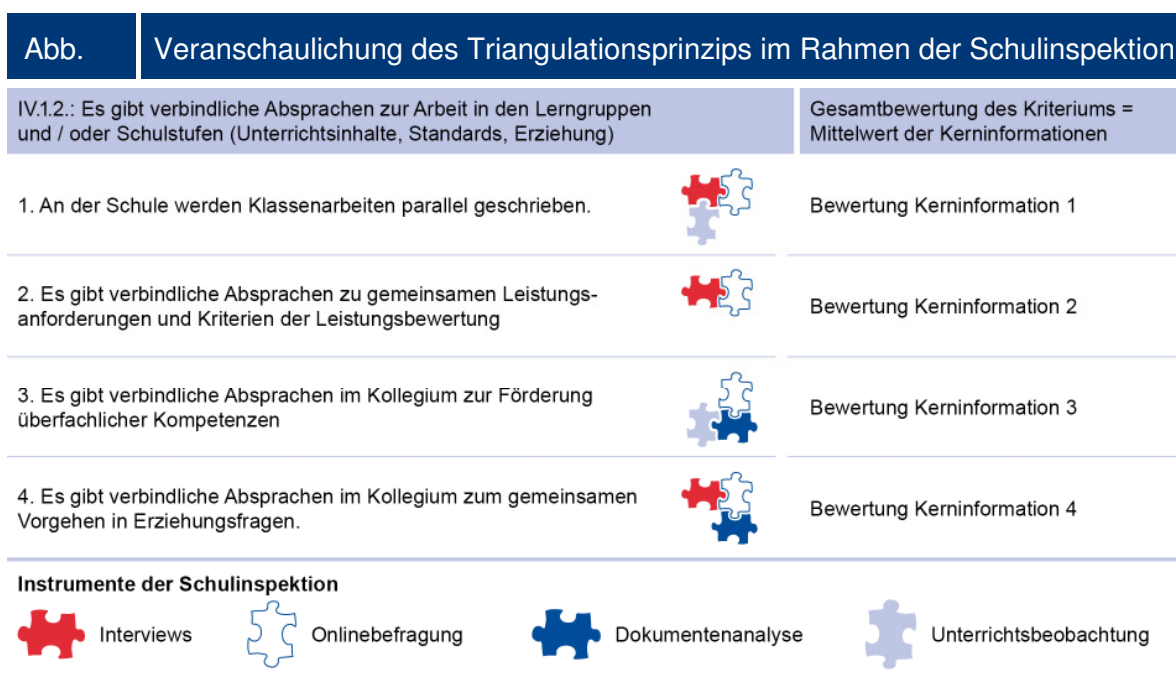 Abb.
Veranschaulichung des Triangulationsprinzips im Rahmen der Schulinspektion
IV.1.2.: Es gibt verbindliche Absprachen zur Arbeit in den Lerngruppen
und / oder Schulstufen (Unterrichtsinhalte, Standards, Erziehung)
Gesamtbewertung des Kriteriums =
Mittelwert der Kerninformationen
1. An der Schule werden Klassenarbeiten parallel geschrieben.
Bewertung Kerninformation 1
2. Es gibt verbindliche Absprachen zu gemeinsamen Leistungs-
anforderungen und Kriterien der Leistungsbewertung
Bewertung Kerninformation 2
3. Es gibt verbindliche Absprachen im Kollegium zur Förderung
überfachlicher Kompetenzen
Bewertung Kerninformation 3
4. Es gibt verbindliche Absprachen im Kollegium zum gemeinsamen
Vorgehen in Erziehungsfragen.
Bewertung Kerninformation 4
Instrumente der Schulinspektion
Interviews
Onlinebefragung
Dokumentenanalyse
Unterrichtsbeobachtung